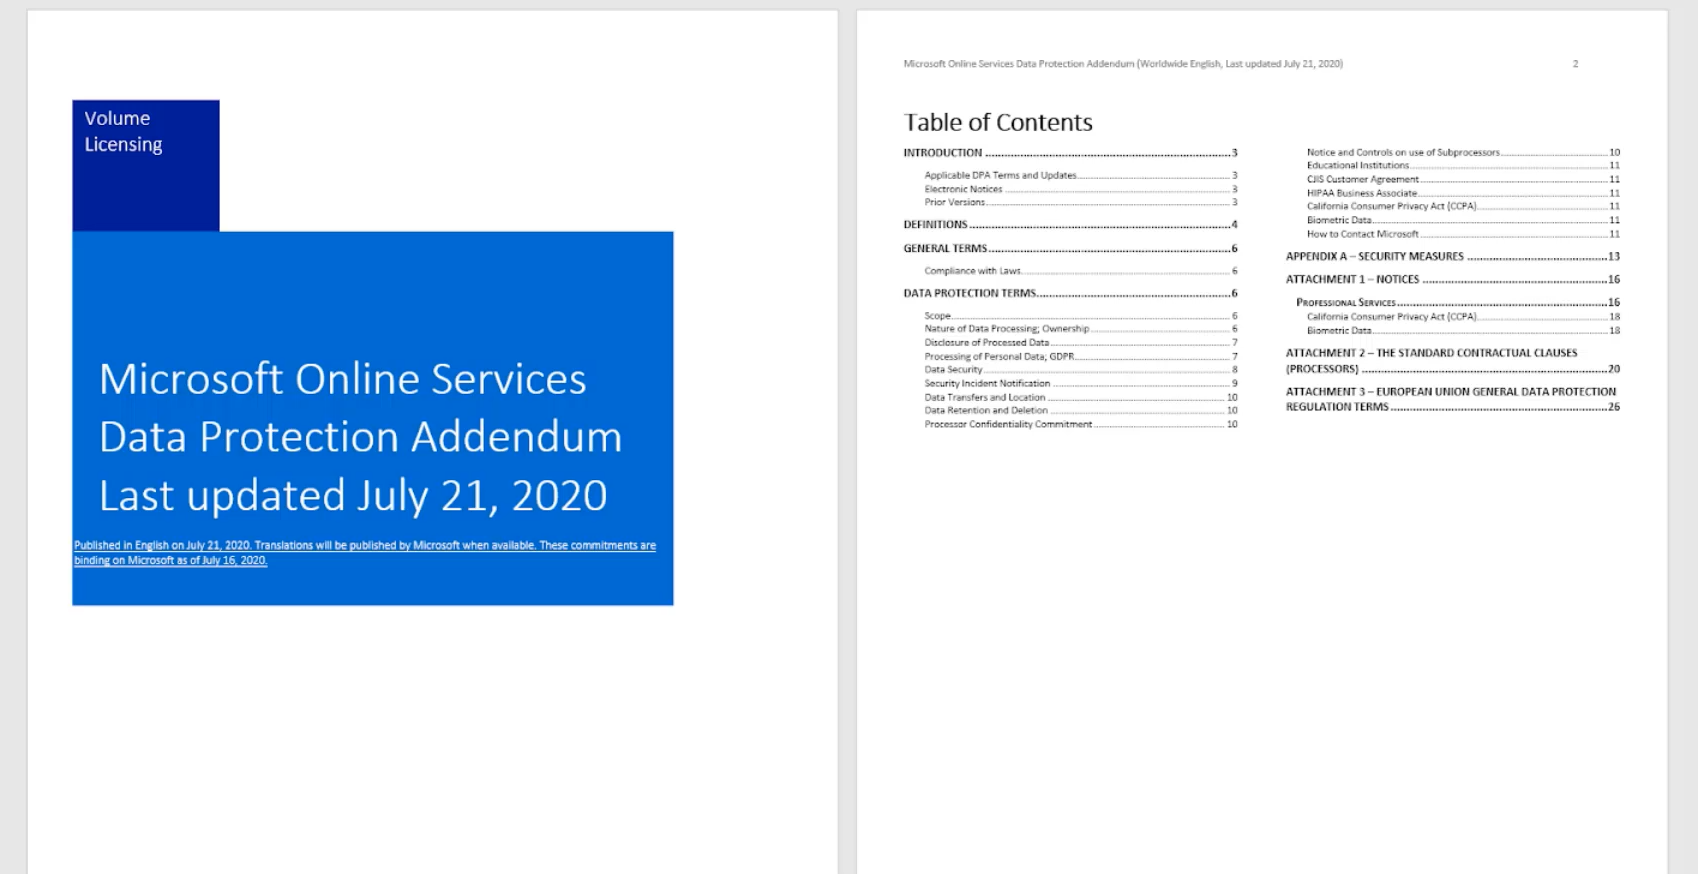 Volume
Licensing
Microsoft Online Services
Data Protection Addendum
Last updated July 21, 2020
Published in English on July 21, 2020. Translations will be published by Microsoft when available. These commitments are
binding on Microsoft as of July 16, 2020.
Microsoft Online Services Data Protection Addendum (Worldwide English, Last updated July 21, 2020) 2
Table of Contents
INTRODUCTION ........ 3
Applicable DPA Terms and Updates ........ 3
Electronic Notices ........ 3
Prior Versions ........ 3
DEFINITIONS ........ 4
GENERAL TERMS ........ 6
Compliance with Laws ........ 6
DATA PROTECTION TERMS ........ 6
Scope ........ 6
Nature of Data Processing; Ownership ........ 6
Disclosure of Processed Data ........ 7
Processing of Personal Data; GDPR ........ 7
Data Security ........ 8
Security Incident Notification ........ 9
Data Transfers and Location ........ 10
Data Retention and Deletion ........ 10
Processor Confidentiality Commitment ........ 10
Notice and Controls on use of Subprocessors ........ 10
Educational Institutions ........ 11
CJIS Customer Agreement ........ 11
HIPAA Business Associate ........ 11
California Consumer Privacy Act (CCPA) ........ 11
Biometric Data ........ 11
How to Contact Microsoft ........ 11
APPENDIX A – SECURITY MEASURES ........ 13
ATTACHMENT 1 – NOTICES ........ 16
PROFESSIONAL SERVICES ........ 16
California Consumer Privacy Act (CCPA) ........ 18
Biometric Data ........ 18
ATTACHMENT 2 – THE STANDARD CONTRACTUAL CLAUSES
(PROCESSORS) ........ 20
ATTACHMENT 3 – EUROPEAN UNION GENERAL DATA PROTECTION
REGULATION TERMS ........ 26